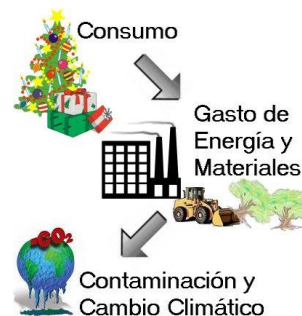 Consumo
Gasto de
Energía y
Materiales
CO2
Contaminación y
Cambio Climático